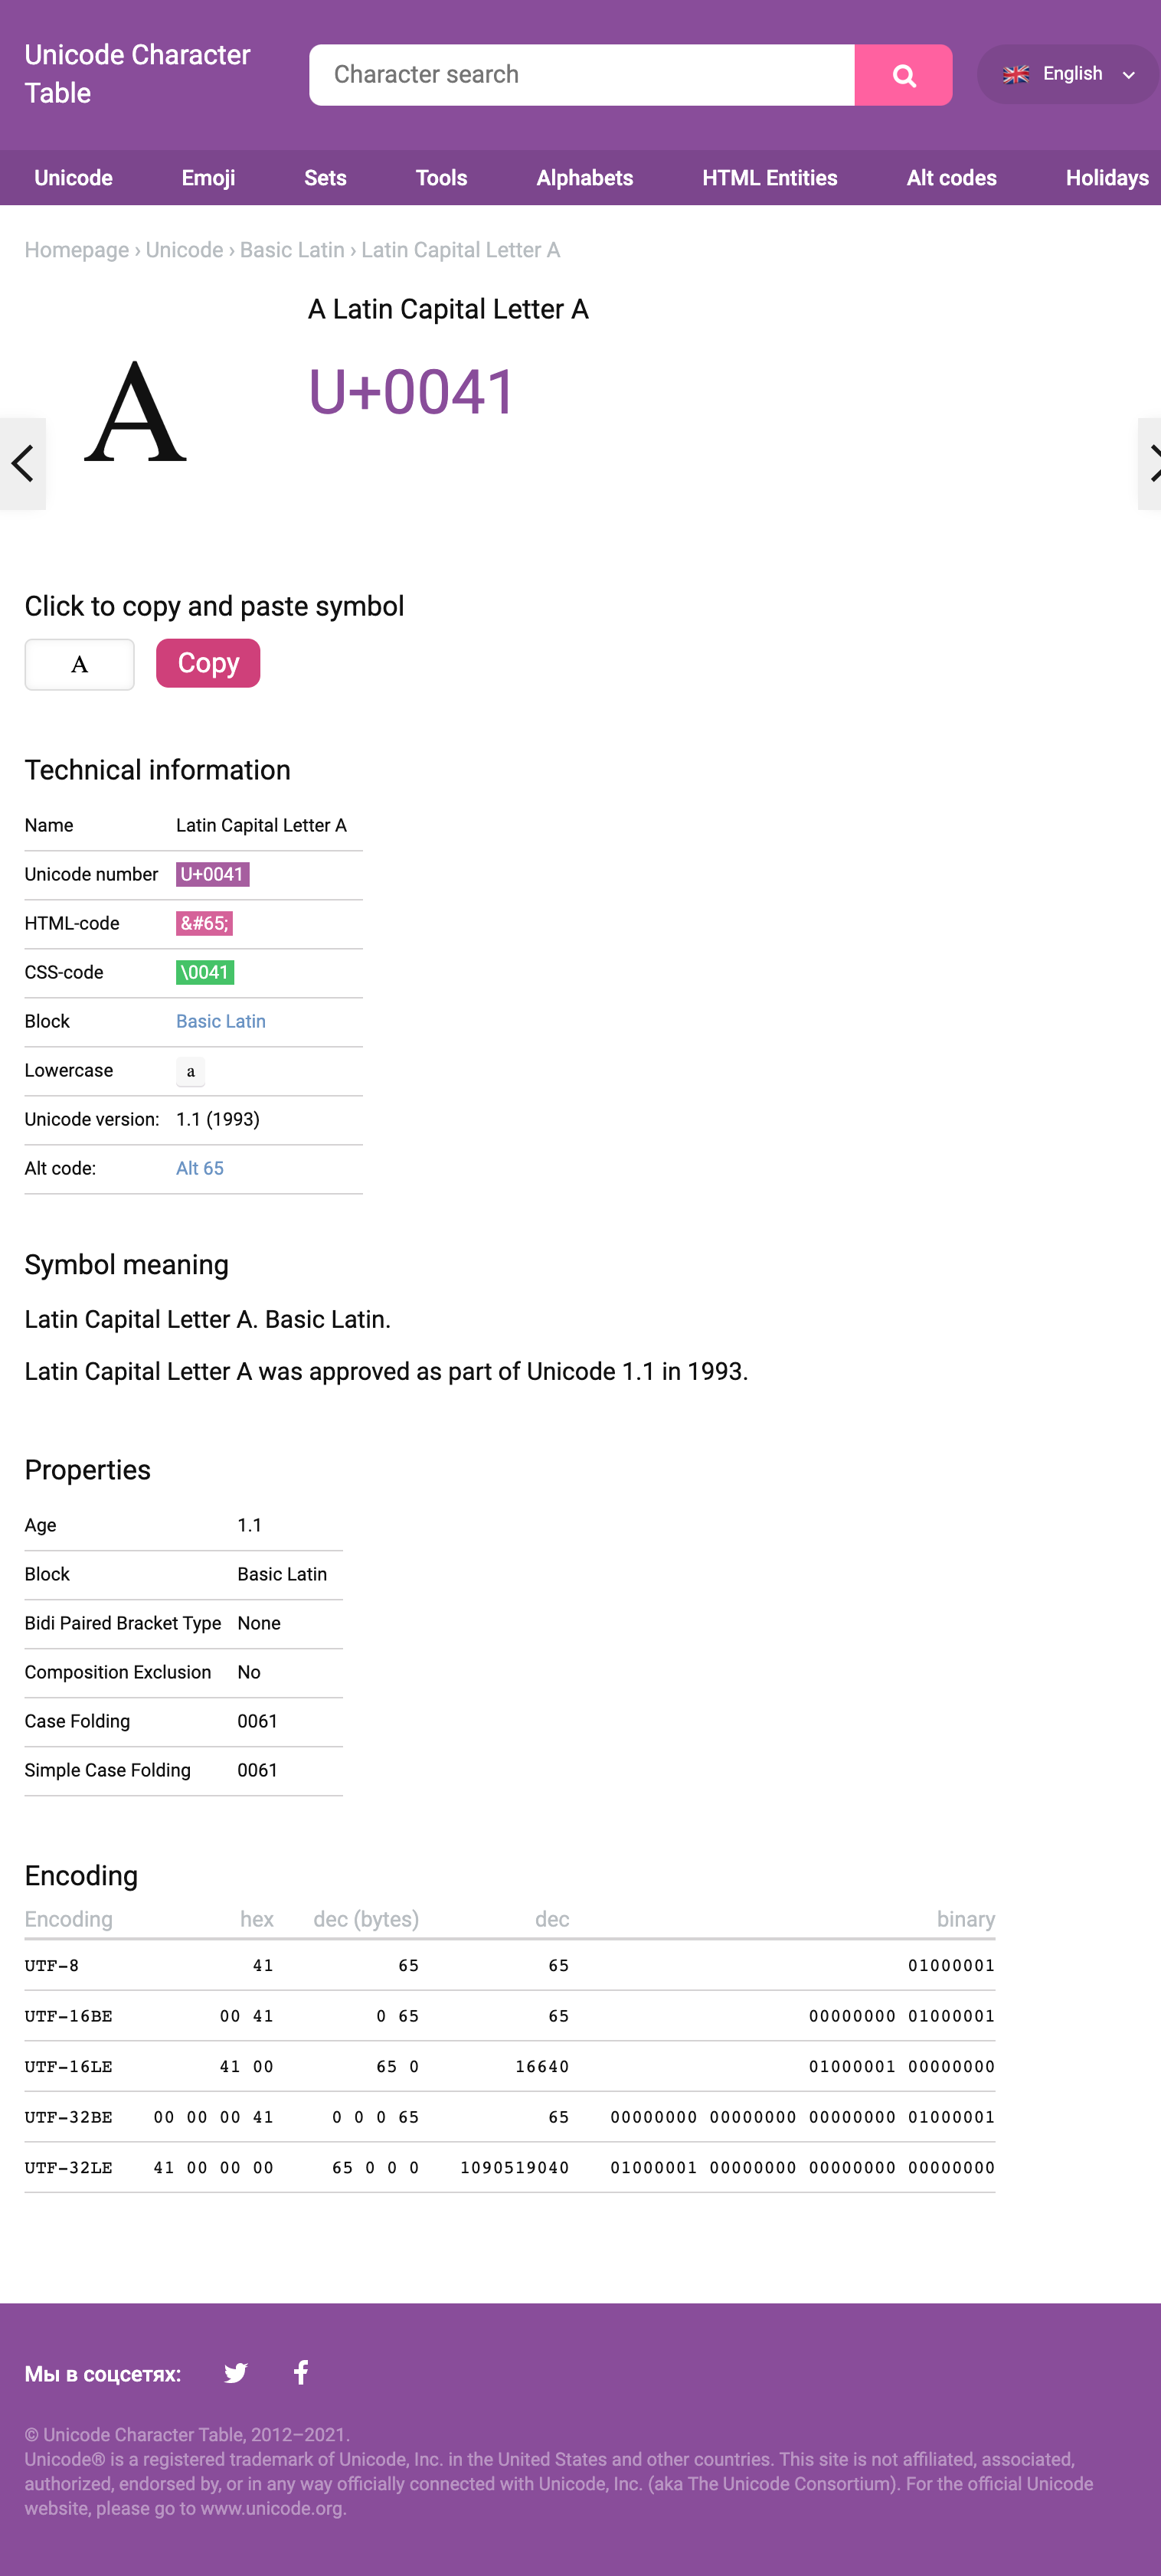 Unicode Character
Table
Character search
English
Unicode Emoji Sets Tools Alphabets HTML Entities Alt codes Holidays
Homepage › Unicode › Basic Latin › Latin Capital Letter A
A Latin Capital Letter A
A
U+0041
Click to copy and paste symbol
A Copy
Technical information
Name Latin Capital Letter A
Unicode number U+0041
HTML-code &#65;
CSS-code \0041
Block Basic Latin
Lowercase a
Unicode version: 1.1 (1993)
Alt code: Alt 65
Symbol meaning
Latin Capital Letter A. Basic Latin.
Latin Capital Letter A was approved as part of Unicode 1.1 in 1993.
Properties
Age 1.1
Block Basic Latin
Bidi Paired Bracket Type None
Composition Exclusion No
Case Folding 0061
Simple Case Folding 0061
Encoding
Encoding hex dec (bytes) dec binary
UTF-8 41 65 65 01000001
UTF-16BE 00 41 0 65 65 00000000 01000001
UTF-16LE 41 00 65 0 16640 01000001 00000000
UTF-32BE 00 00 00 41 0 0 0 65 65 00000000 00000000 00000000 01000001
UTF-32LE 41 00 00 00 65 0 0 0 1090519040 01000001 00000000 00000000 00000000
Мы в соцсетях:
© Unicode Character Table, 2012–2021.
Unicode® is a registered trademark of Unicode, Inc. in the United States and other countries. This site is not affiliated, associated,
authorized, endorsed by, or in any way officially connected with Unicode, Inc. (aka The Unicode Consortium). For the official Unicode
website, please go to www.unicode.org.